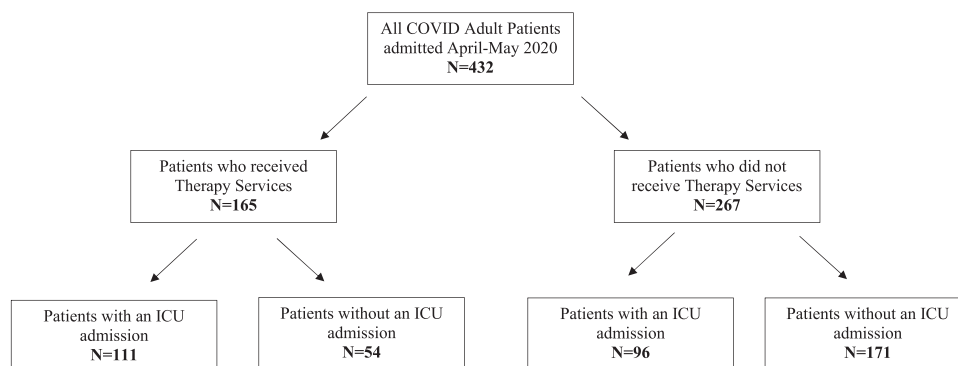 All COVID Adult Patients
admitted April-May 2020
N=432
Patients who received
Therapy Services
N=165
Patients who did not
receive Therapy Services
N=267
Patients with an ICU
admission
N=111
Patients without an ICU
admission
N=54
Patients with an ICU
admission
N=96
Patients without an ICU
admission
N=171